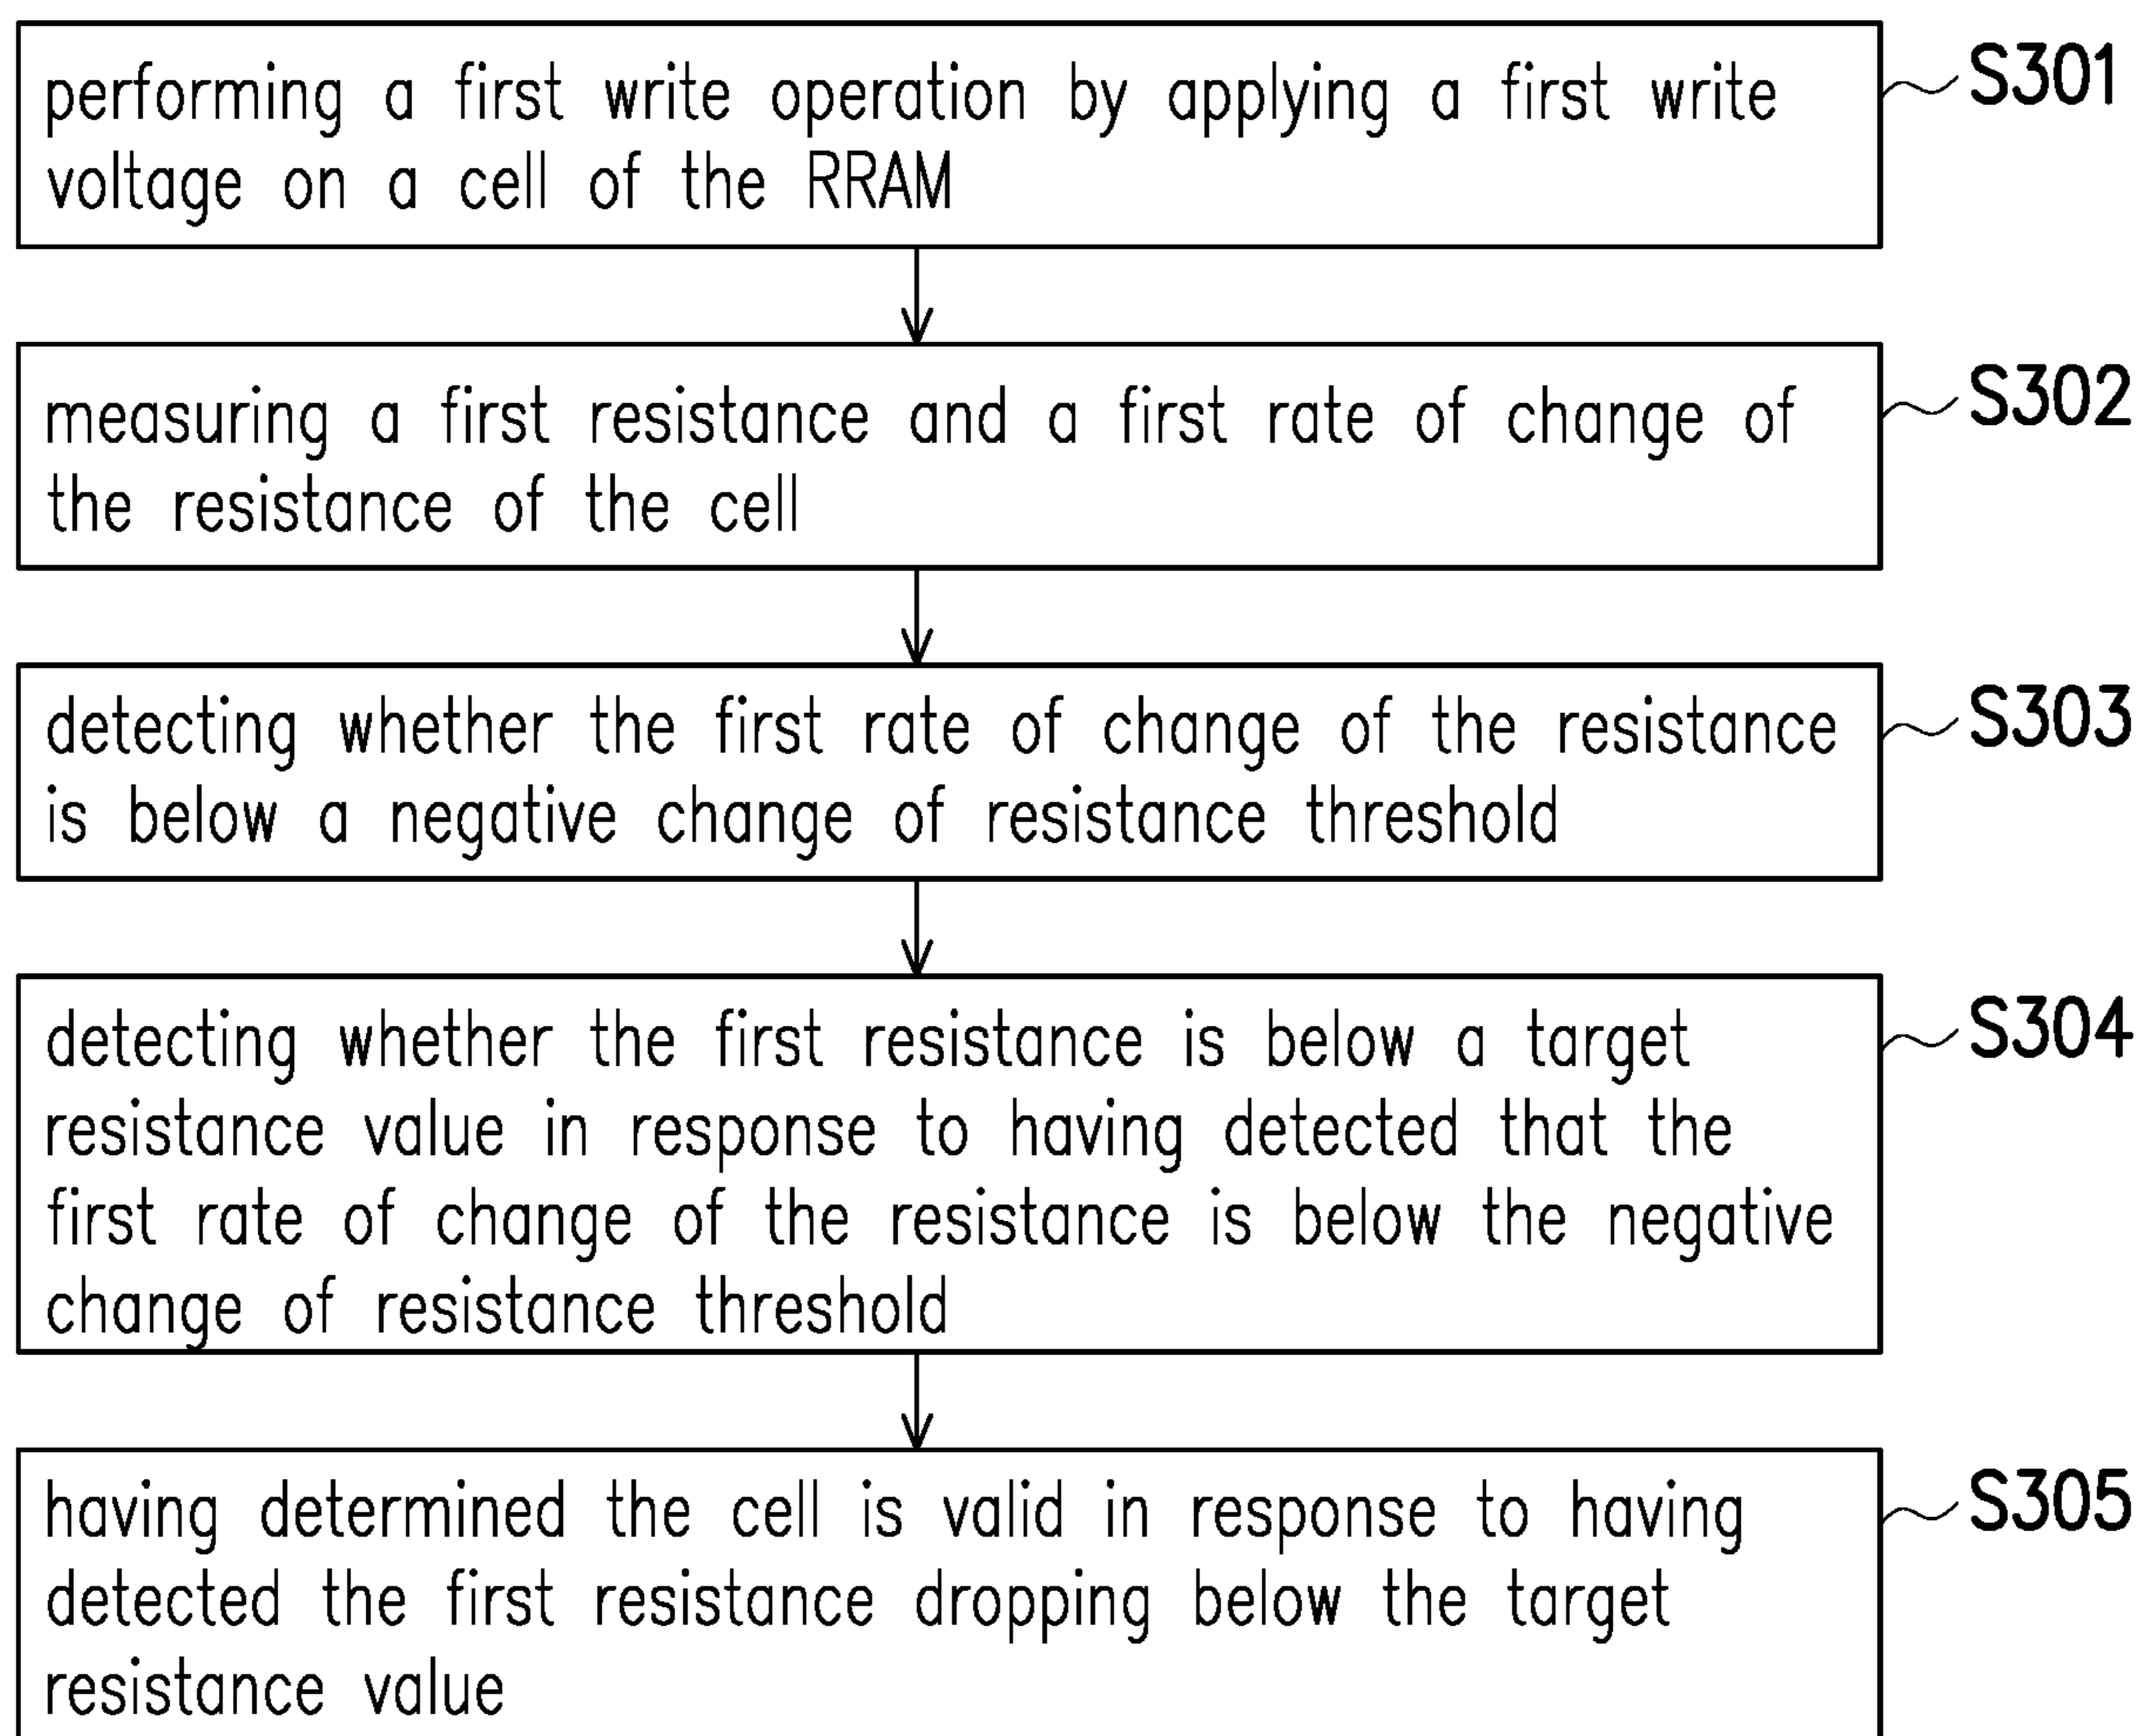 performing a first write operation by applying a first write
voltage on a cell of the RRAM
S301
measuring a first resistance and a first rate of change of
the resistance of the cell
S302
detecting whether the first rate of change of the resistance
is below a negative change of resistance threshold
S303
detecting whether the first resistance is below a target
resistance value in response to having detected that the
first rate of change of the resistance is below the negative
change of resistance threshold
S304
having determined the cell is valid in response to having
detected the first resistance dropping below the target
resistance value
S305